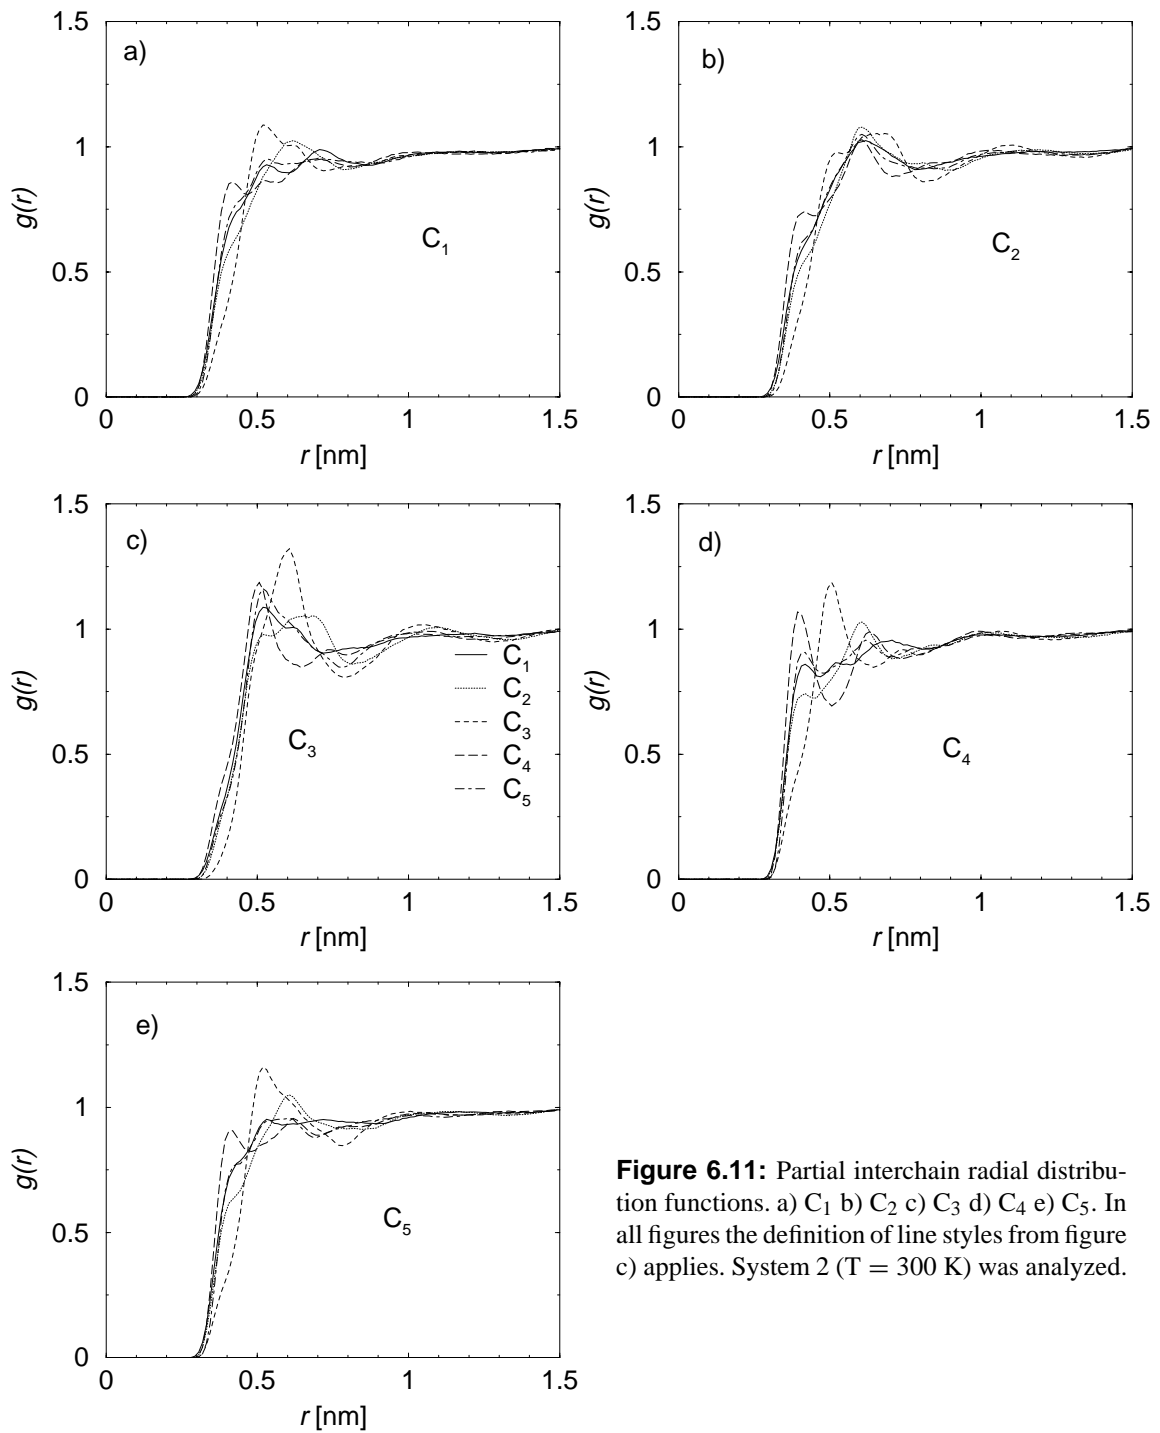 a)
1.5
1
0.5
0
g(r)
C1
0 0.5 1 1.5
r [nm]
b)
1.5
1
0.5
0
g(r)
C2
0 0.5 1 1.5
r [nm]
c)
1.5
1
0.5
0
g(r)
C3
C1
C2
C3
C4
C5
0 0.5 1 1.5
r [nm]
d)
1.5
1
0.5
0
g(r)
C4
0 0.5 1 1.5
r [nm]
e)
1.5
1
0.5
0
g(r)
C5
0 0.5 1 1.5
r [nm]
Figure 6.11: Partial interchain radial distribu-
tion functions. a) C1 b) C2 c) C3 d) C4 e) C5. In
all figures the definition of line styles from figure
c) applies. System 2 (T = 300 K) was analyzed.